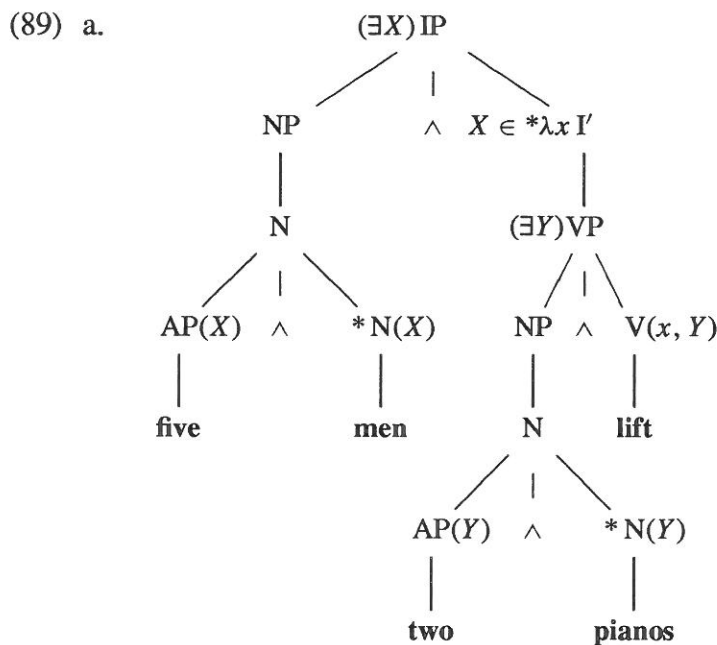 (89) a. (∃X) IP
NP ∧ X ∈ *λx I′
N (∃Y)VP
AP(X) ∧ *N(X) NP ∧ V(x, Y)
five men N lift
AP(Y) ∧ *N(Y)
two pianos